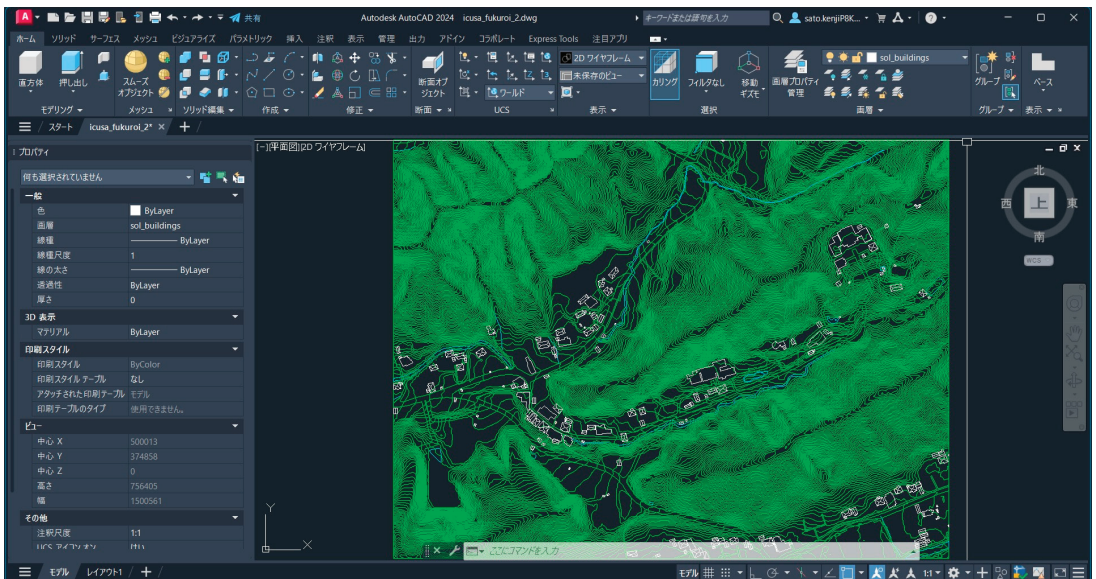 A 共有 Autodesk AutoCAD 2024 icusa_fukuroi_2.dwg キーワードまたは語句を入力 sato.kenjiP8K...
ホーム ソリッド サーフェス メッシュ ビジュアライズ パラメトリック 挿入 注釈 表示 管理 出力 アドイン コラボレート Express Tools 注目アプリ
直方体 押し出し スムーズ オブジェクト 断面オブジェクト 2D ワイヤフレーム 未保存のビュー ワールド カリング フィルタなし 移動 ギズモ 画層プロパティ管理 sol_buildings グループ ベース
モデリング メッシュ ソリッド編集 作成 修正 断面 UCS 表示 選択 画層 グループ 表示
スタート icusa_fukuroi_2* × +
プロパティ
[-][平面図][2D ワイヤフレーム]
何も選択されていません
一般
色 ByLayer
画層 sol_buildings
線種 ByLayer
線種尺度 1
線の太さ ByLayer
透過性 ByLayer
厚さ 0
3D 表示
マテリアル ByLayer
印刷スタイル
印刷スタイル ByColor
印刷スタイル テーブル なし
アタッチされた印刷テーブル モデル
印刷テーブルのタイプ 使用できません。
ビュー
中心 X 500013
中心 Y 374858
中心 Z 0
高さ 756405
幅 1500561
その他
注釈尺度 1:1
UCS アイコン オン はい
北
西 上 東
南
WCS
Y
X
ここにコマンドを入力
モデル レイアウト1 + モデル 1:1